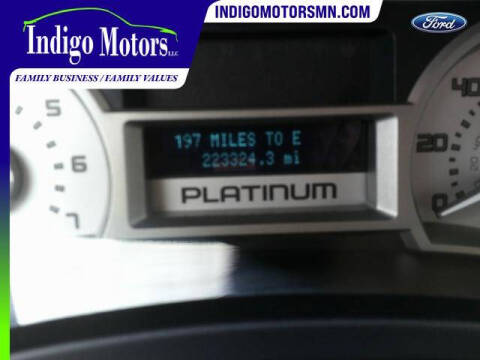 Indigo Motors LLC
FAMILY BUSINESS / FAMILY VALUES
INDIGOMOTORSMN.COM
Ford
197 MILES TO E
223324.3 mi
PLATINUM
5
6
7
40
20
0